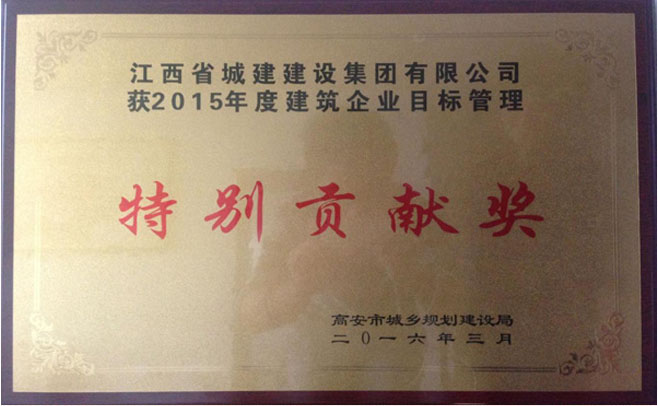 江西省城建建设集团有限公司
获2015年度建筑企业目标管理
特别贡献奖
高安市城乡规划建设局
二0一六年三月